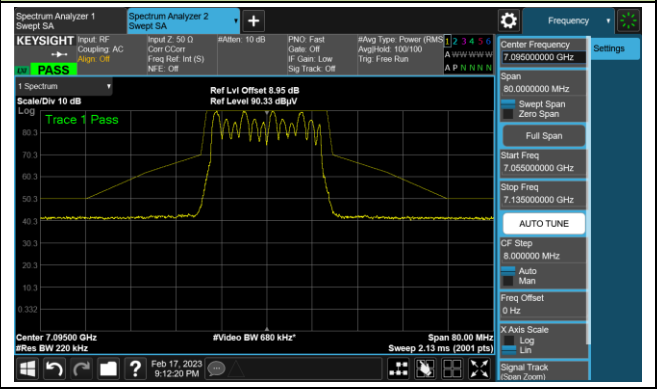 Spectrum Analyzer 1
Swept SA
Spectrum Analyzer 2
Swept SA
Frequency
KEYSIGHT
Input: RF
Coupling: AC
Align: Off
Input Z: 50 Ω
Corr CCorr
Freq Ref: Int (S)
NFE: Off
#Atten: 10 dB
PNO: Fast
Gate: Off
IF Gain: Low
Sig Track: Off
#Avg Type: Power (RMS
Avg|Hold: 100/100
Trig: Free Run
1 2 3 4 5 6
A W W W W W
A P N N N N
LW PASS
1 Spectrum
Scale/Div 10 dB
Ref Lvl Offset 8.95 dB
Ref Level 90.33 dBµV
Log
Trace 1 Pass
80.3
70.3
60.3
50.3
40.3
30.3
20.3
10.3
0.332
Center 7.09500 GHz
#Res BW 220 kHz
#Video BW 680 kHz*
Span 80.00 MHz
Sweep 2.13 ms (2001 pts)
Feb 17, 2023
9:12:20 PM
Center Frequency
7.095000000 GHz
Settings
Span
80.0000000 MHz
Swept Span
Zero Span
Full Span
Start Freq
7.055000000 GHz
Stop Freq
7.135000000 GHz
AUTO TUNE
CF Step
8.000000 MHz
Auto
Man
Freq Offset
0 Hz
X Axis Scale
Log
Lin
Signal Track
(Span Zoom)